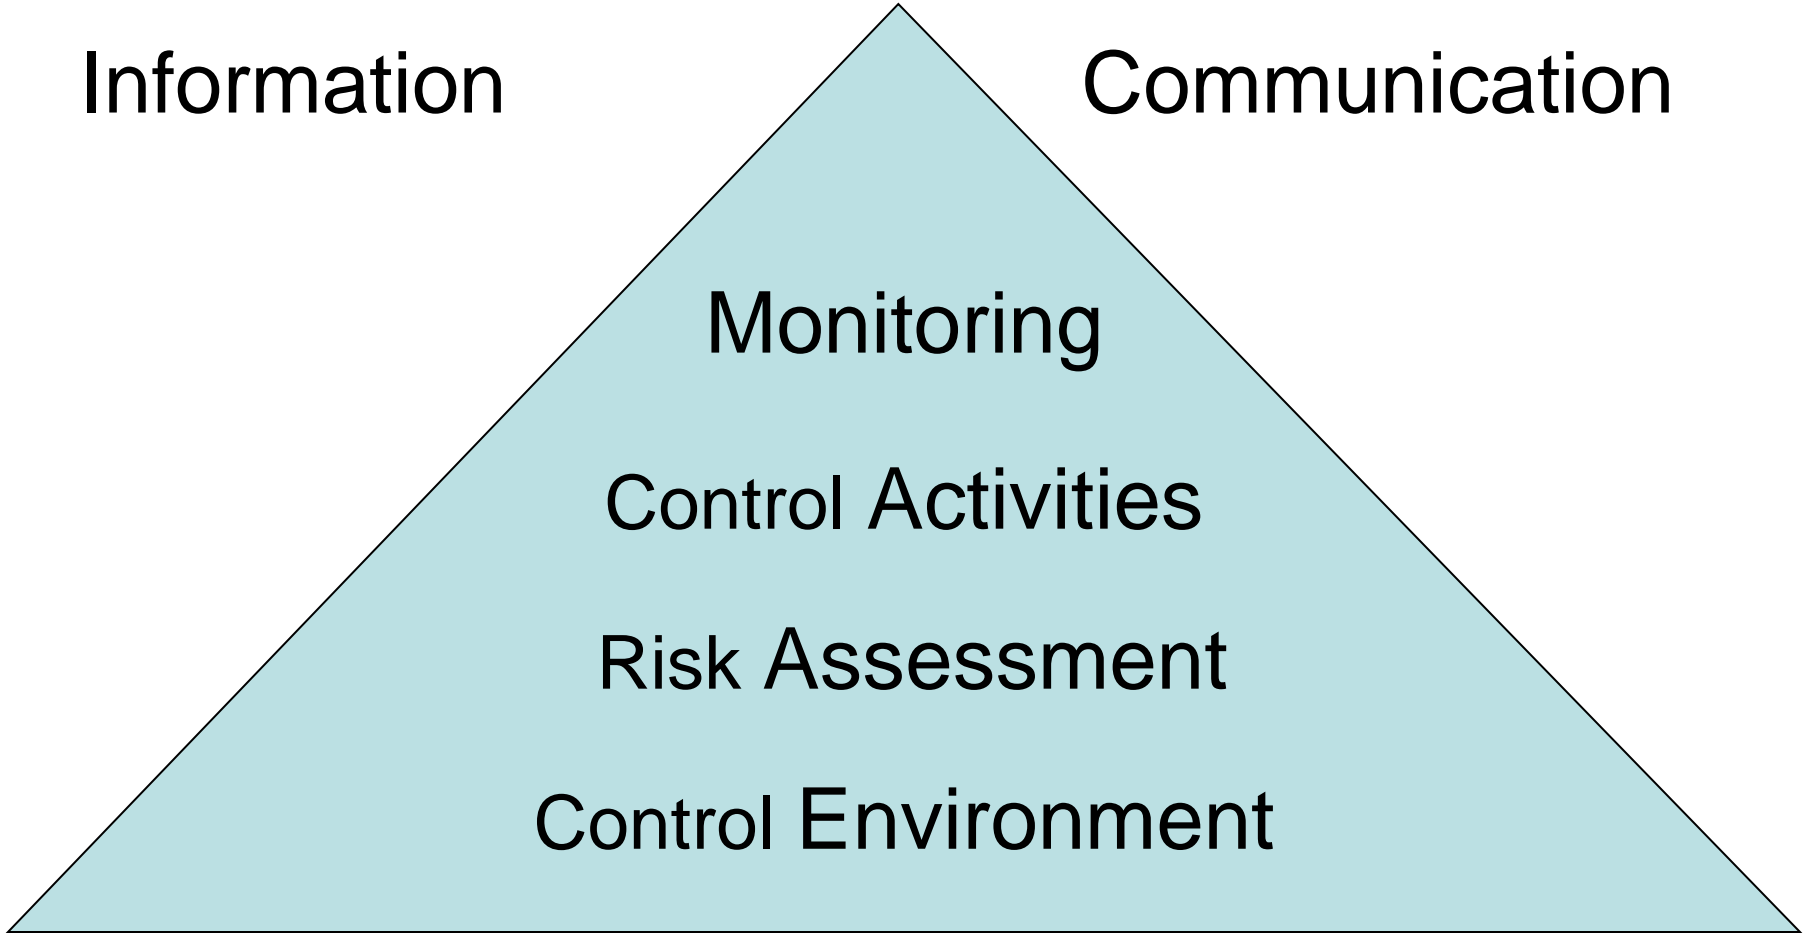 Information
Communication
Monitoring
Control Activities
Risk Assessment
Control Environment